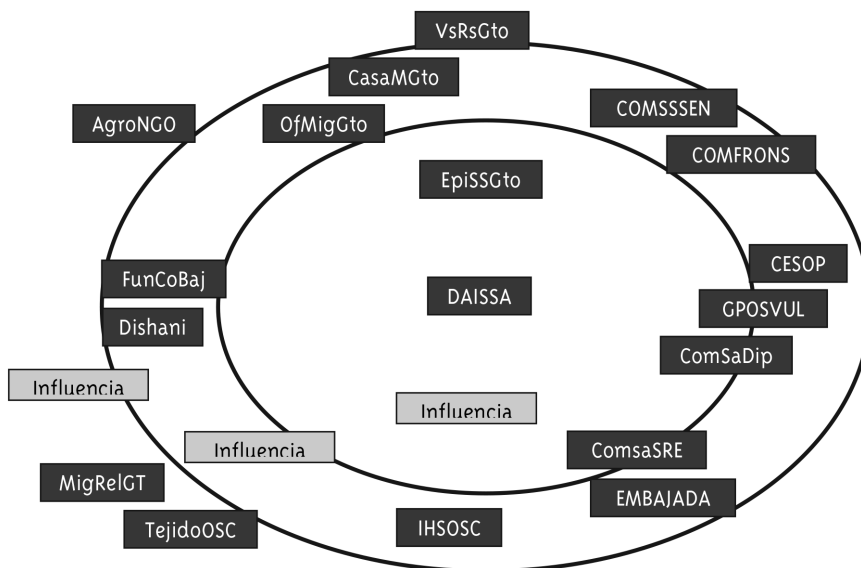 VsRsGto
CasaMGto
COMSSSEN
AgroNGO
OfMigGto
COMFRONS
EpiSSGto
CESOP
FunCoBaj
DAISSA
GPOSVUL
Dishani
ComSaDip
Influencia
Influencia
Influencia
ComsaSRE
MigRelGT
EMBAJADA
TejidoOSC
IHSOSC